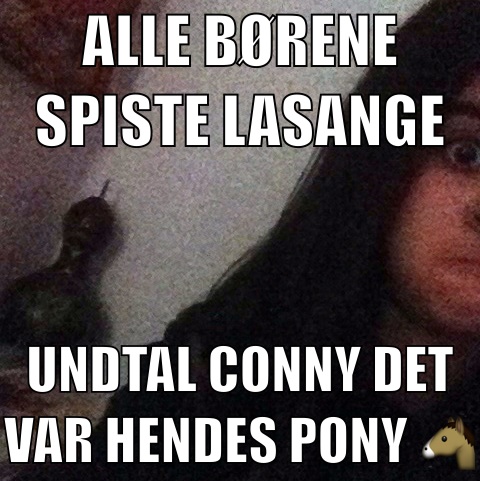 ALLE BØRENE
SPISTE LASANGE
UNDTAL CONNY DET
VAR HENDES PONY 🐴